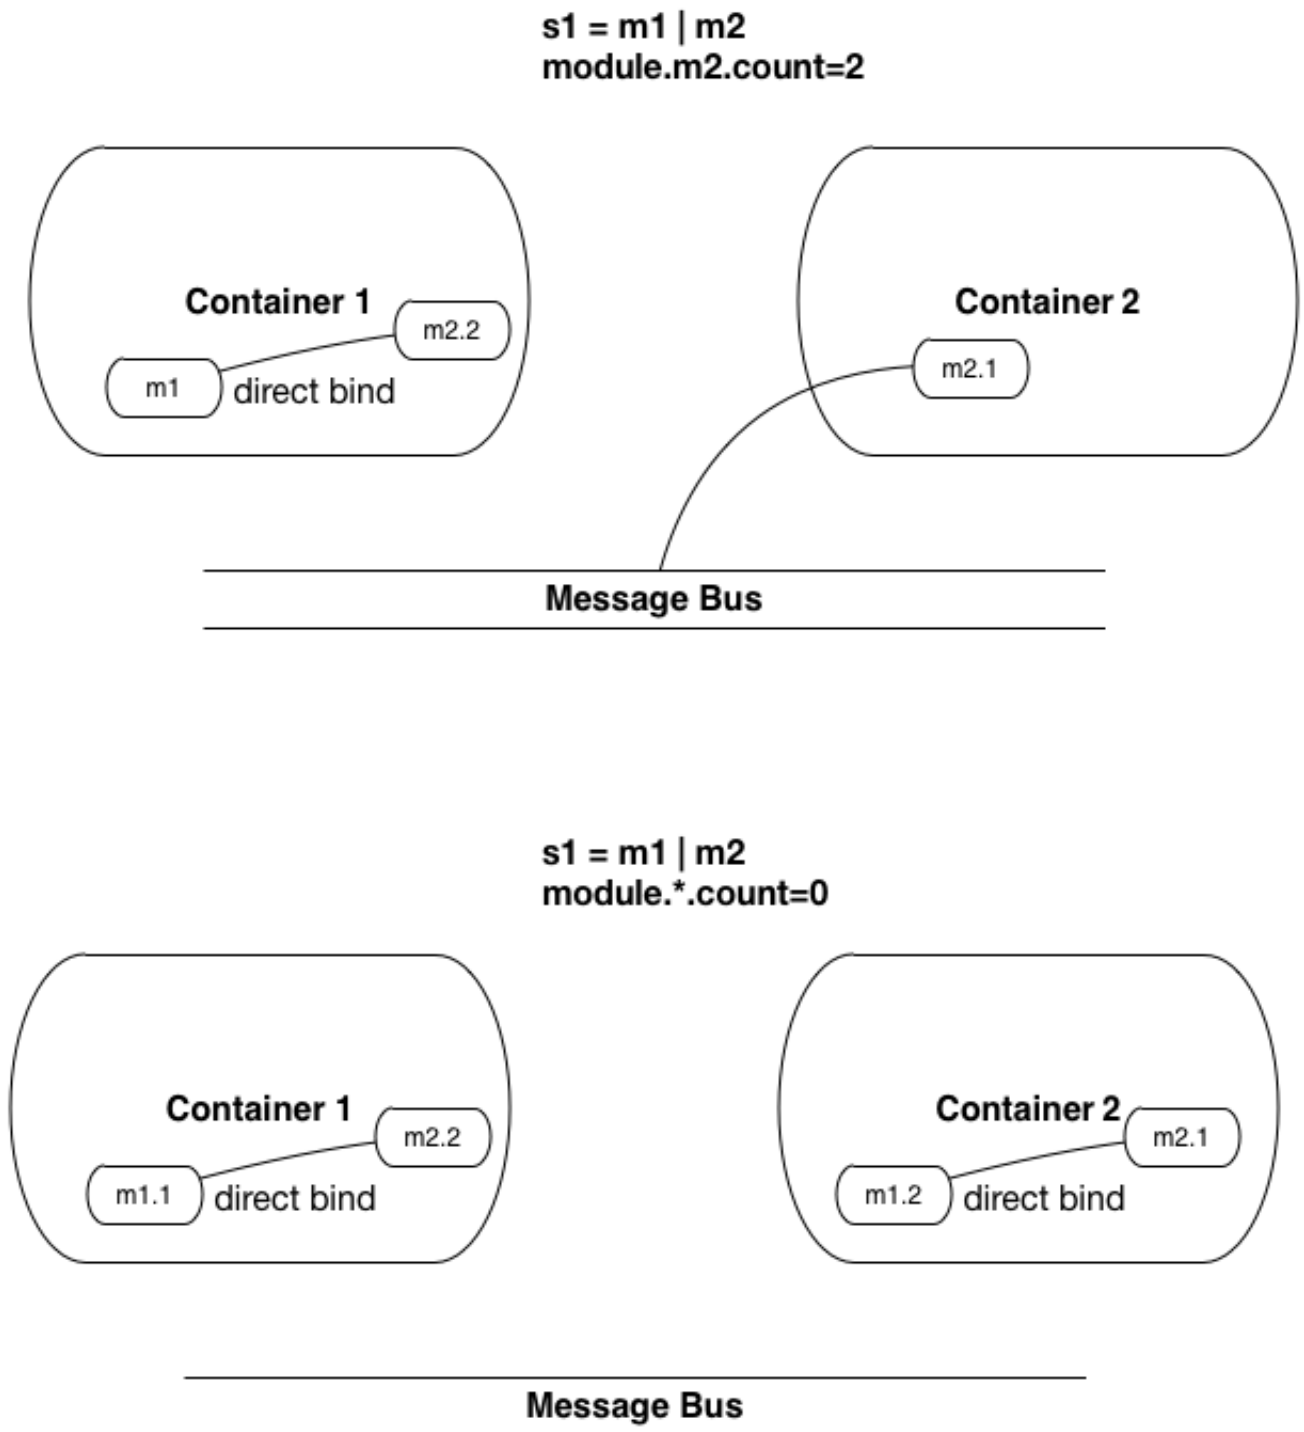 s1 = m1 | m2
module.m2.count=2
Container 1
m2.2
m1
direct bind
Container 2
m2.1
Message Bus
s1 = m1 | m2
module.*.count=0
Container 1
m2.2
m1.1
direct bind
Container 2
m2.1
m1.2
direct bind
Message Bus